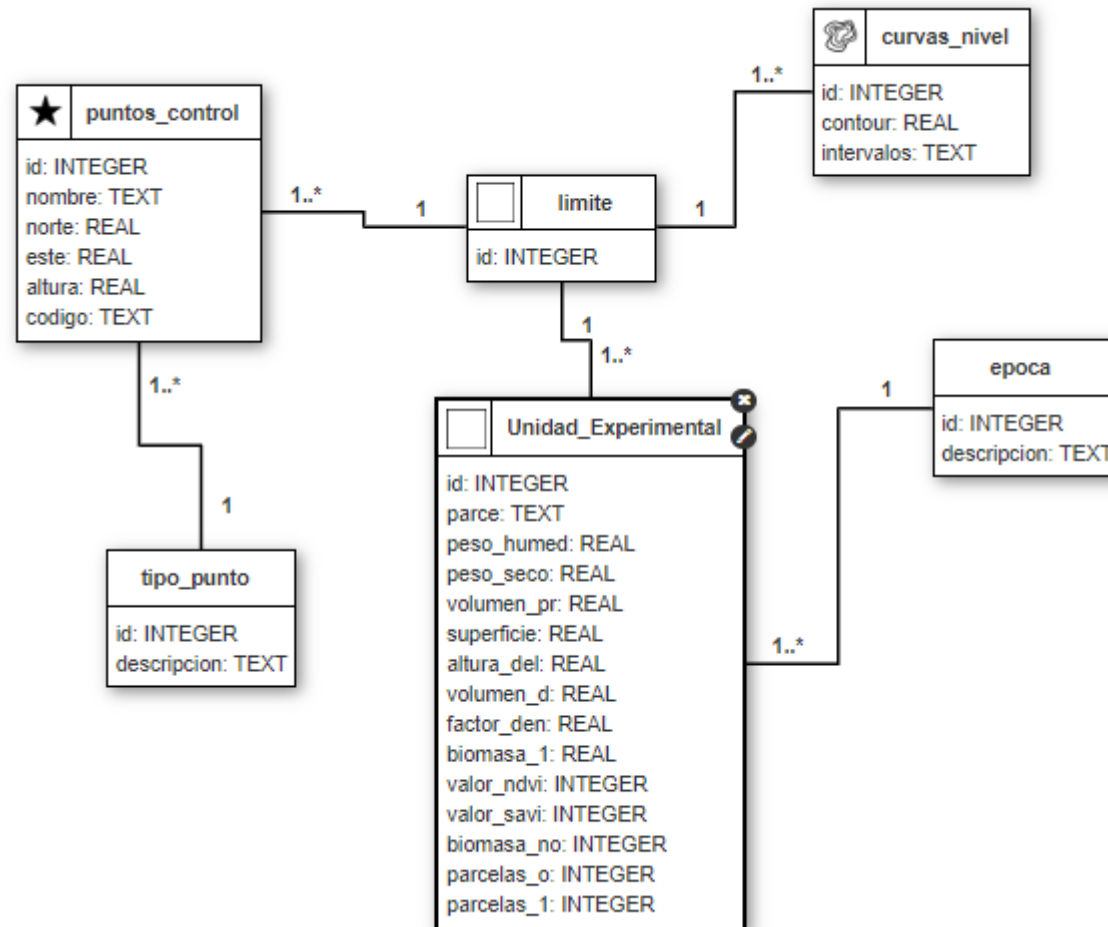 curvas_nivel
id: INTEGER
contour: REAL
intervalos: TEXT
1..*
puntos_control
id: INTEGER
nombre: TEXT
norte: REAL
este: REAL
altura: REAL
codigo: TEXT
1..*
1
limite
id: INTEGER
1
1
1..*
epoca
id: INTEGER
descripcion: TEXT
1
1..*
1
tipo_punto
id: INTEGER
descripcion: TEXT
Unidad_Experimental
id: INTEGER
parce: TEXT
peso_humed: REAL
peso_seco: REAL
volumen_pr: REAL
superficie: REAL
altura_del: REAL
volumen_d: REAL
factor_den: REAL
biomasa_1: REAL
valor_ndvi: INTEGER
valor_savi: INTEGER
biomasa_no: INTEGER
parcelas_o: INTEGER
parcelas_1: INTEGER
1..*